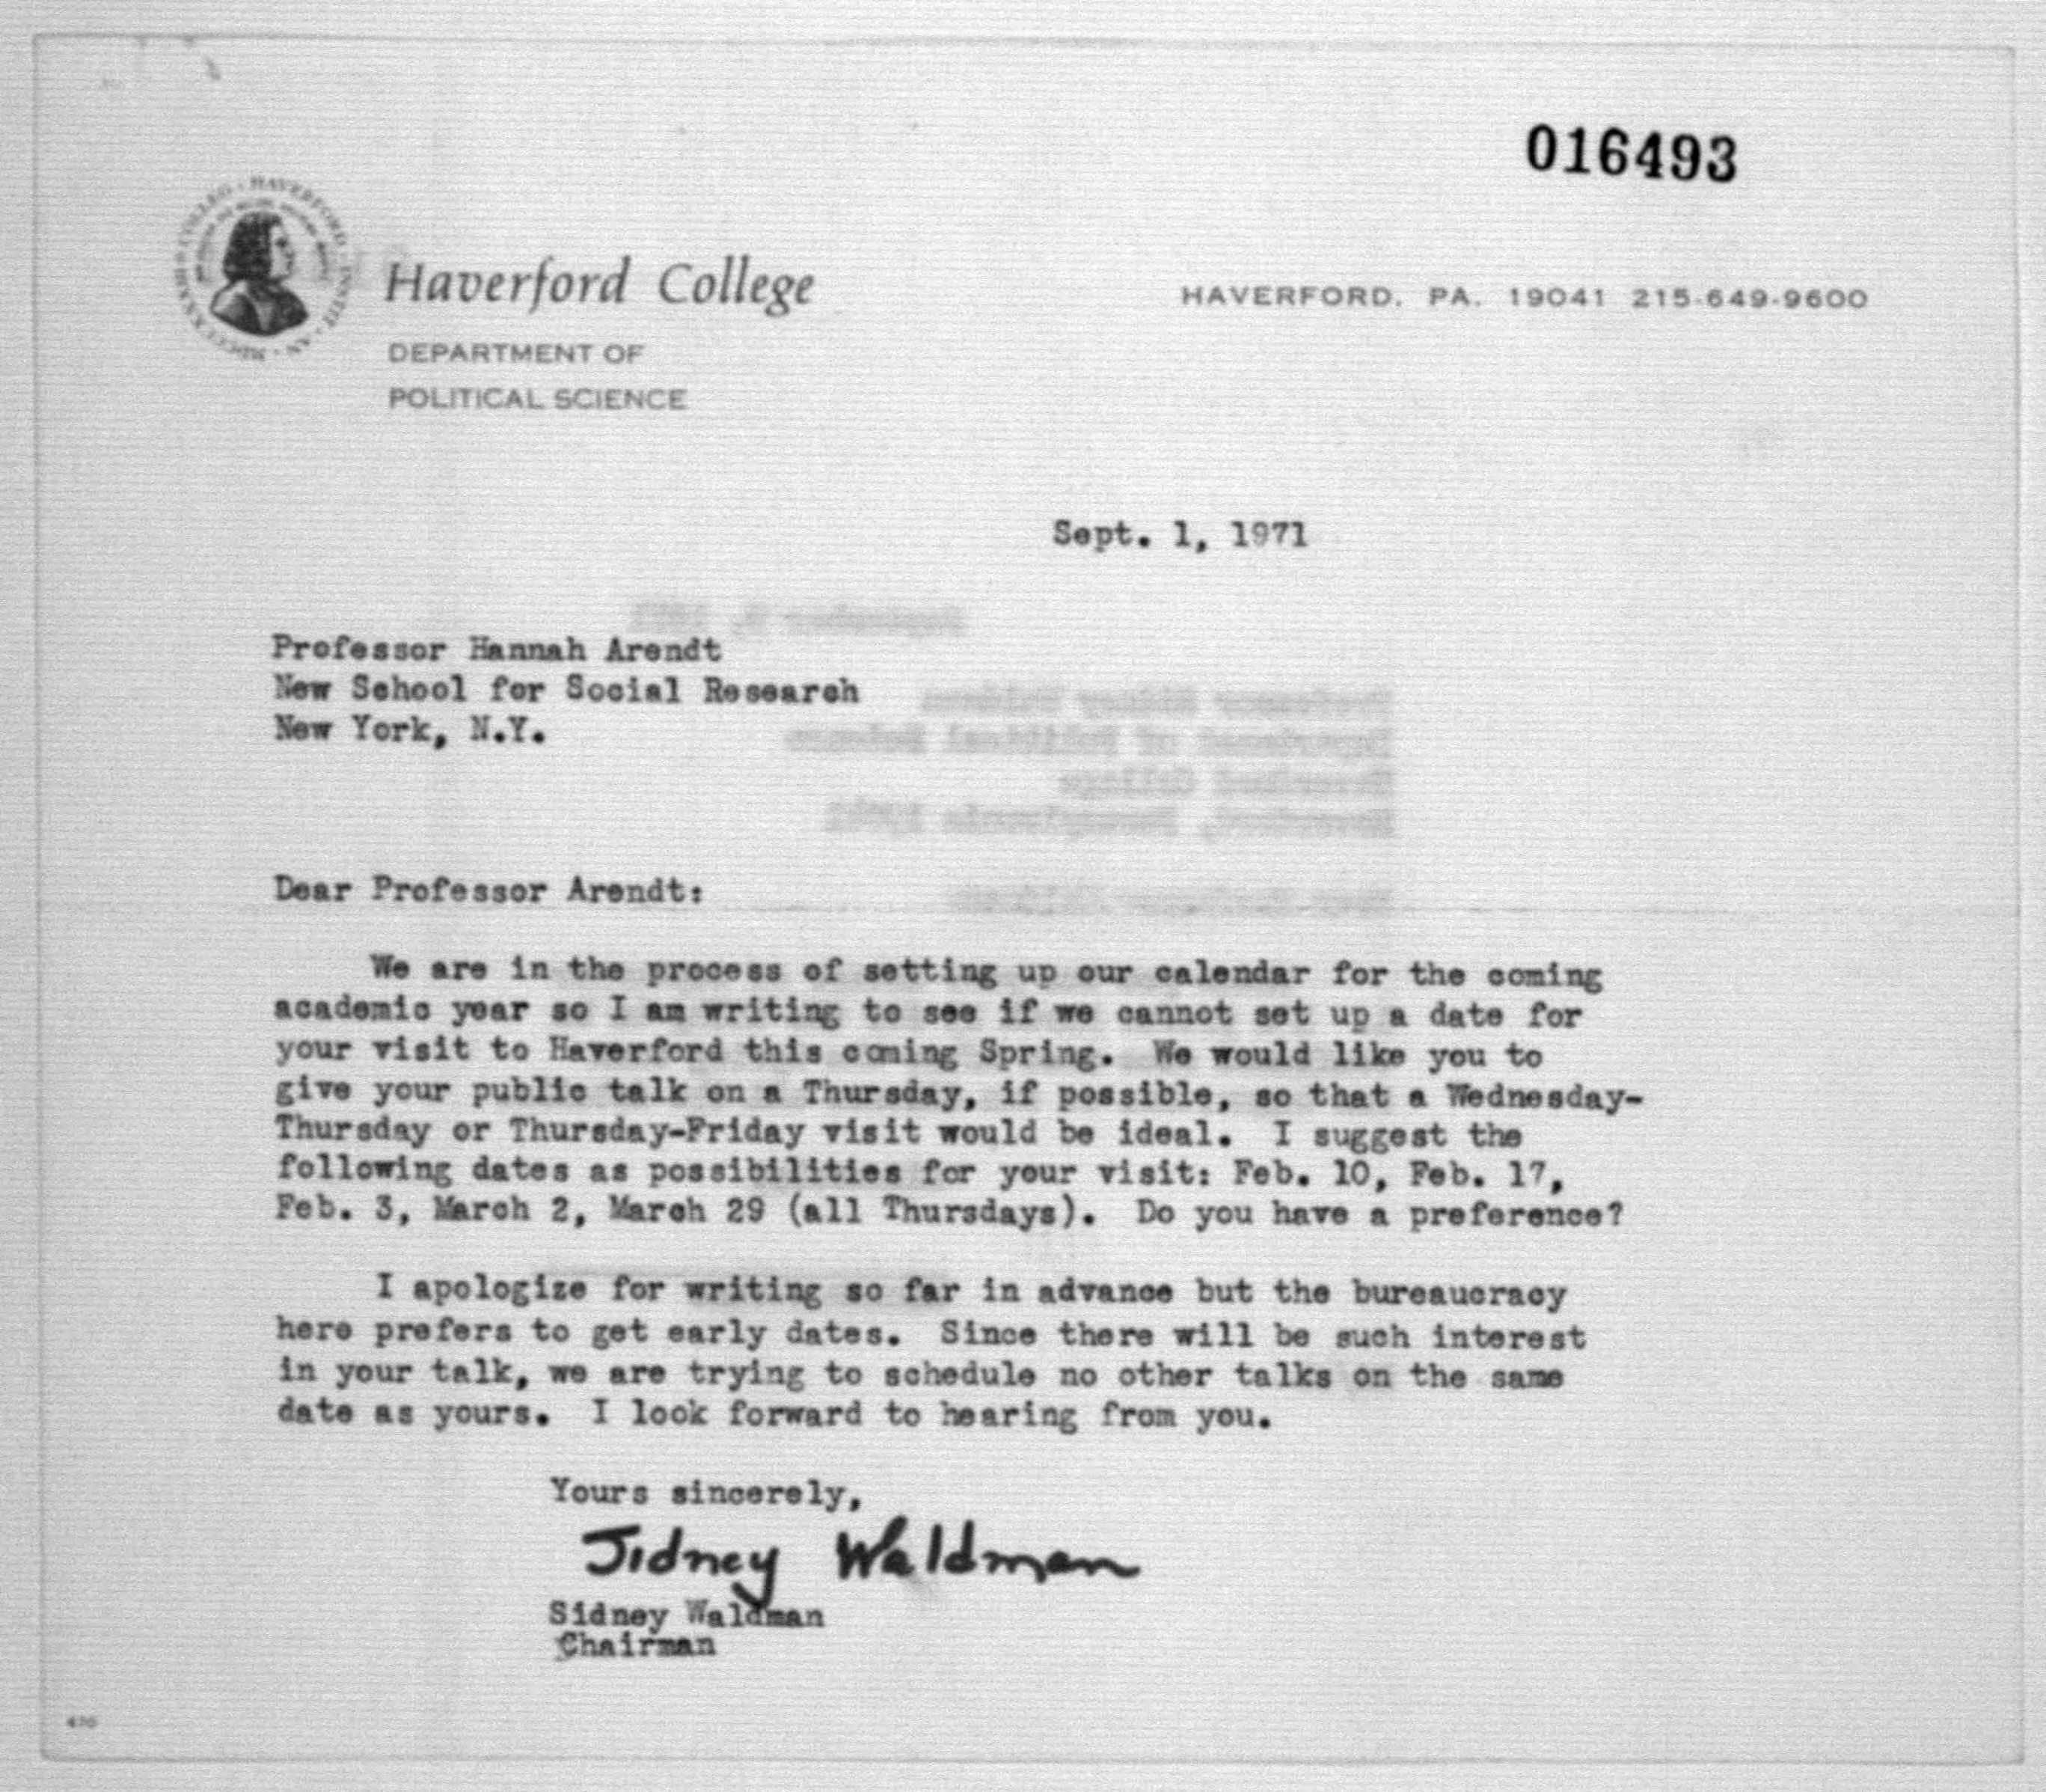 016493
Haverford College
HAVERFORD, PA. 19041 215-649-9600
DEPARTMENT OF
POLITICAL SCIENCE
Sept. 1, 1971
Professor Hannah Arendt
New School for Social Research
New York, N.Y.
Dear Professor Arendt:
We are in the process of setting up our calendar for the coming
academic year so I am writing to see if we cannot set up a date for
your visit to Haverford this coming Spring. We would like you to
give your public talk on a Thursday, if possible, so that a Wednesday-
Thursday or Thursday-Friday visit would be ideal. I suggest the
following dates as possibilities for your visit: Feb. 10, Feb. 17,
Feb. 3, March 2, March 29 (all Thursdays). Do you have a preference?
I apologize for writing so far in advance but the bureaucracy
here prefers to get early dates. Since there will be such interest
in your talk, we are trying to schedule no other talks on the same
date as yours. I look forward to hearing from you.
Yours sincerely,
Sidney Waldman
Sidney Waldman
Chairman